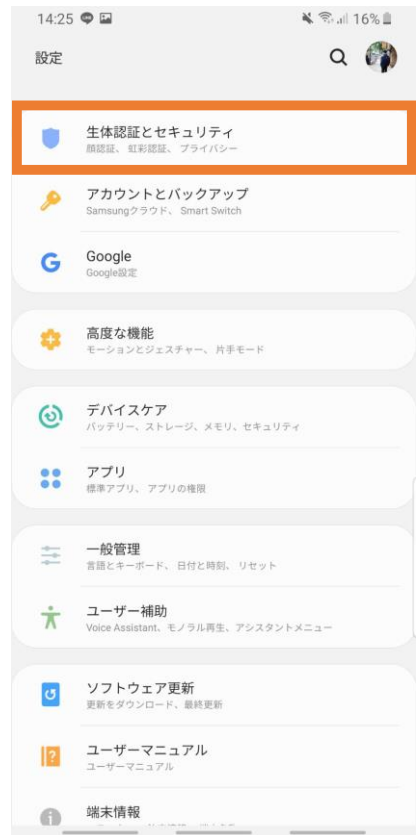 14:25 16%
設定
生体認証とセキュリティ
顔認証、 虹彩認証、 プライバシー
アカウントとバックアップ
Samsungクラウド、 Smart Switch
Google
Google設定
高度な機能
モーションとジェスチャー、 片手モード
デバイスケア
バッテリー、ストレージ、メモリ、セキュリティ
アプリ
標準アプリ、 アプリの権限
一般管理
言語とキーボード、 日付と時刻、 リセット
ユーザー補助
Voice Assistant、モノラル再生、アシスタントメニュー
ソフトウェア更新
更新をダウンロード、最終更新
ユーザーマニュアル
ユーザーマニュアル
端末情報